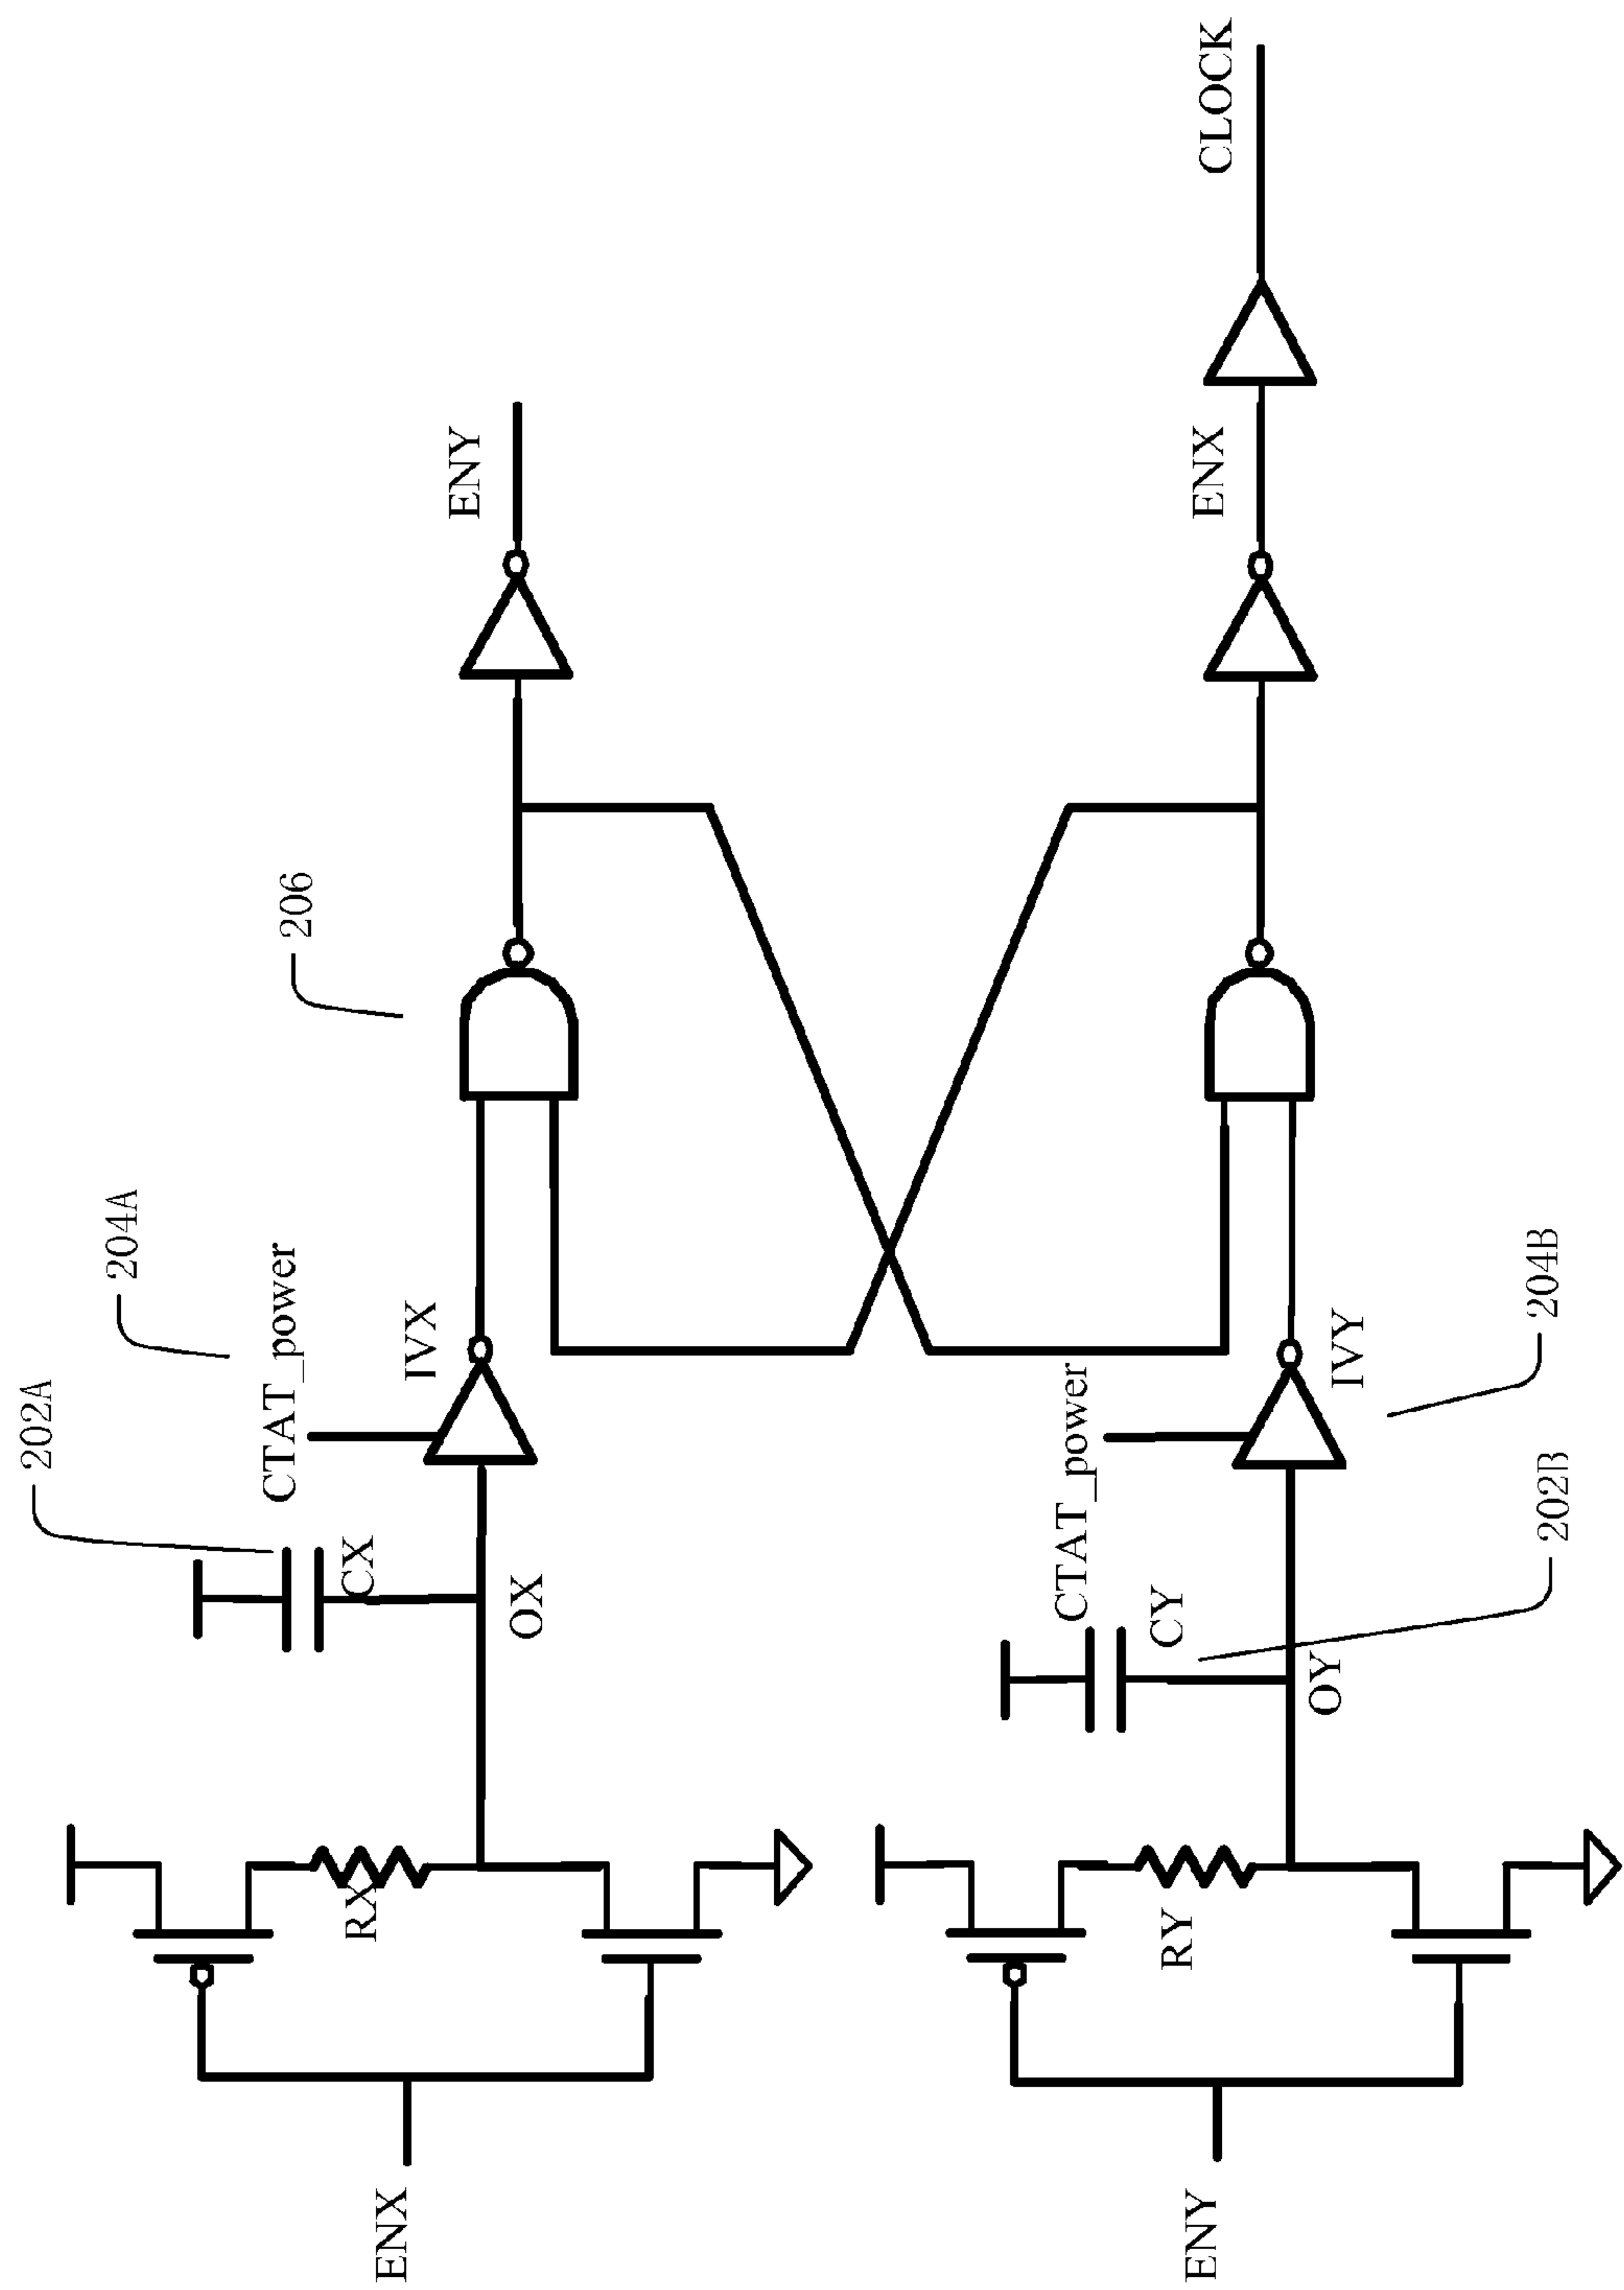 202A
204A
206
CTAT_power
CX
IVX
OX
RX
ENX
ENY
CTAT_power
CY
IVY
OY
RY
ENY
ENX
CLOCK
202B
204B